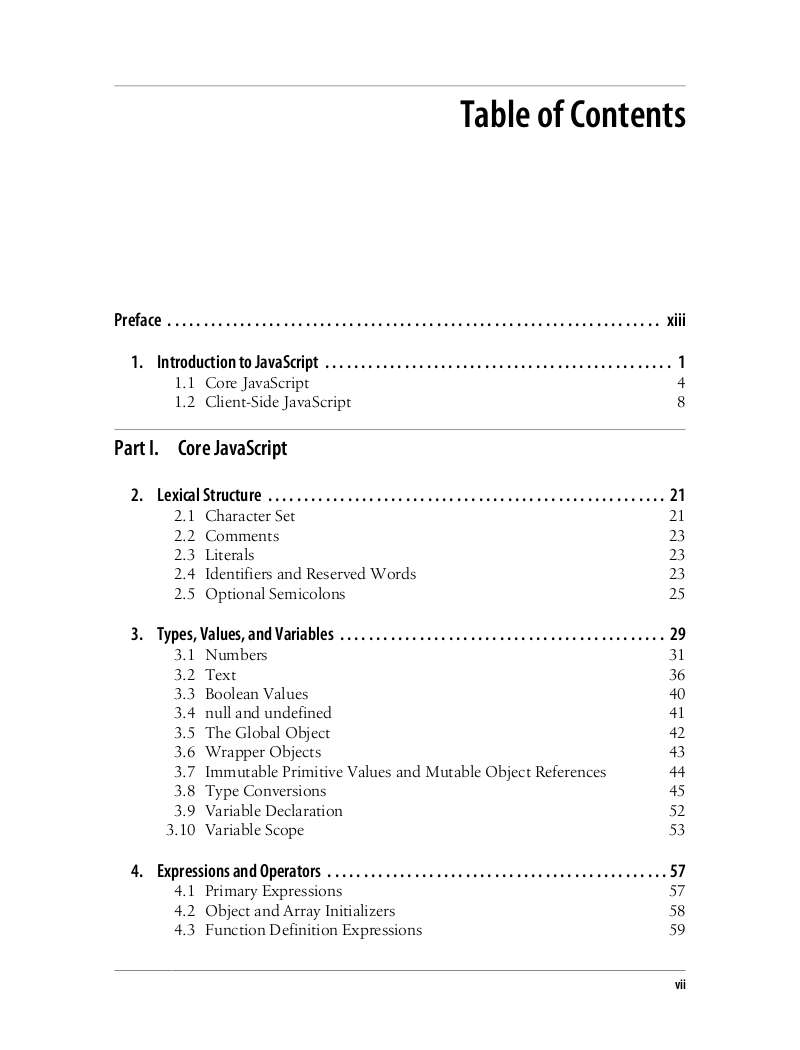 Table of Contents
Preface . . . . . . . . . . . . . . . . . . . . . . . . . . . . . . . . . . . . . . . . . . . . . . . . . . . . . . . . . . . . . . . . . . . . xiii
1. Introduction to JavaScript . . . . . . . . . . . . . . . . . . . . . . . . . . . . . . . . . . . . . . . . . . . . . . . . 1
1.1 Core JavaScript 4
1.2 Client-Side JavaScript 8
Part I. Core JavaScript
2. Lexical Structure . . . . . . . . . . . . . . . . . . . . . . . . . . . . . . . . . . . . . . . . . . . . . . . . . . . . . . . 21
2.1 Character Set 21
2.2 Comments 23
2.3 Literals 23
2.4 Identifiers and Reserved Words 23
2.5 Optional Semicolons 25
3. Types, Values, and Variables . . . . . . . . . . . . . . . . . . . . . . . . . . . . . . . . . . . . . . . . . . . . . 29
3.1 Numbers 31
3.2 Text 36
3.3 Boolean Values 40
3.4 null and undefined 41
3.5 The Global Object 42
3.6 Wrapper Objects 43
3.7 Immutable Primitive Values and Mutable Object References 44
3.8 Type Conversions 45
3.9 Variable Declaration 52
3.10 Variable Scope 53
4. Expressions and Operators . . . . . . . . . . . . . . . . . . . . . . . . . . . . . . . . . . . . . . . . . . . . . . . 57
4.1 Primary Expressions 57
4.2 Object and Array Initializers 58
4.3 Function Definition Expressions 59
vii